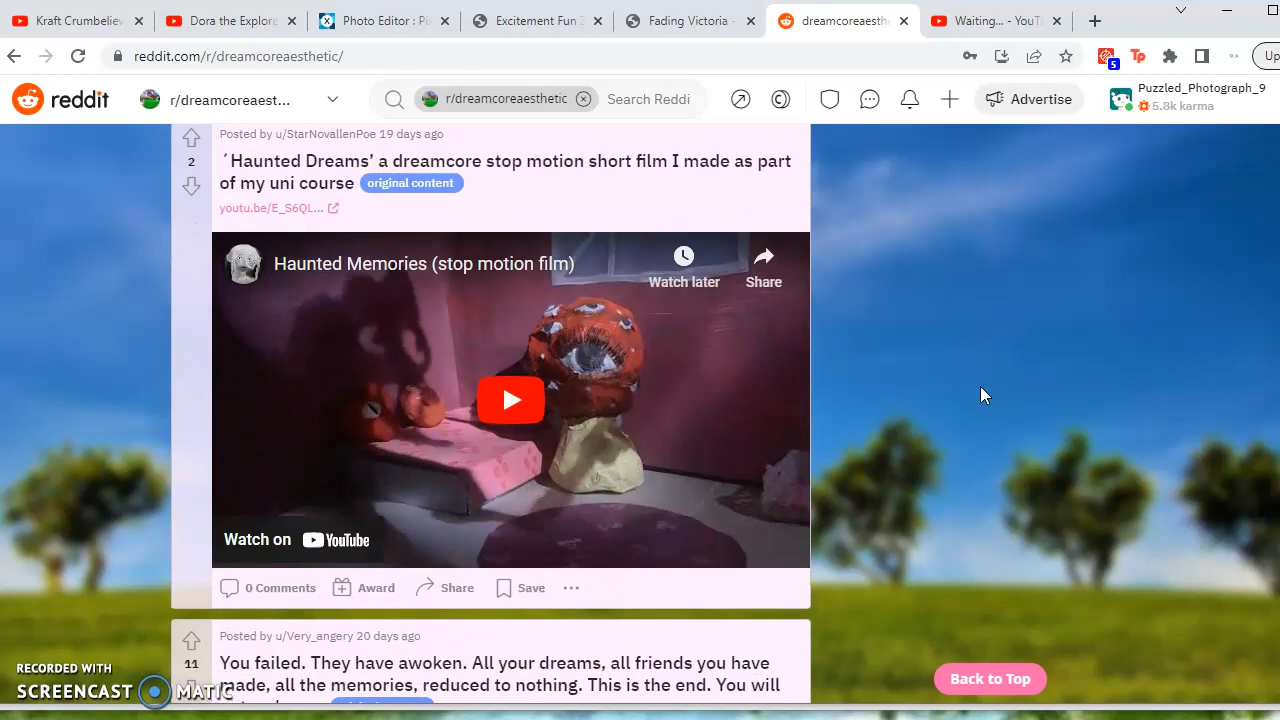 Kraft Crumbeliev
Dora the Explore
Photo Editor : Pi
Excitement Fun Z
Fading Victoria -
dreamcoreaesth
Waiting... - YouT
reddit.com/r/dreamcoreaesthetic/
5
Tp
Up
reddit
r/dreamcoreaest...
r/dreamcoreaesthetic
Search Reddi
Advertise
Puzzled_Photograph_9
5.8k karma
Posted by u/StarNovallenPoe 19 days ago
2
´Haunted Dreams’ a dreamcore stop motion short film I made as part
of my uni course
original content
youtu.be/E_S6QL...
Haunted Memories (stop motion film)
Watch later
Share
Watch on YouTube
0 Comments
Award
Share
Save
Posted by u/Very_angery 20 days ago
11
You failed. They have awoken. All your dreams, all friends you have
made, all the memories, reduced to nothing. This is the end. You will
Back to Top
RECORDED WITH
SCREENCAST MATIC